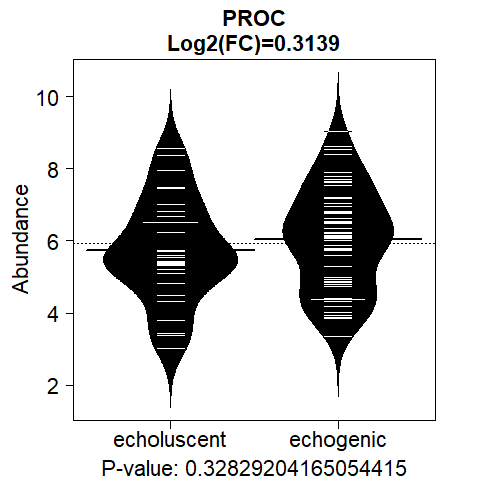 PROC
Log2(FC)=0.3139
10
8
6
4
2
Abundance
echoluscent echogenic
P-value: 0.32829204165054415